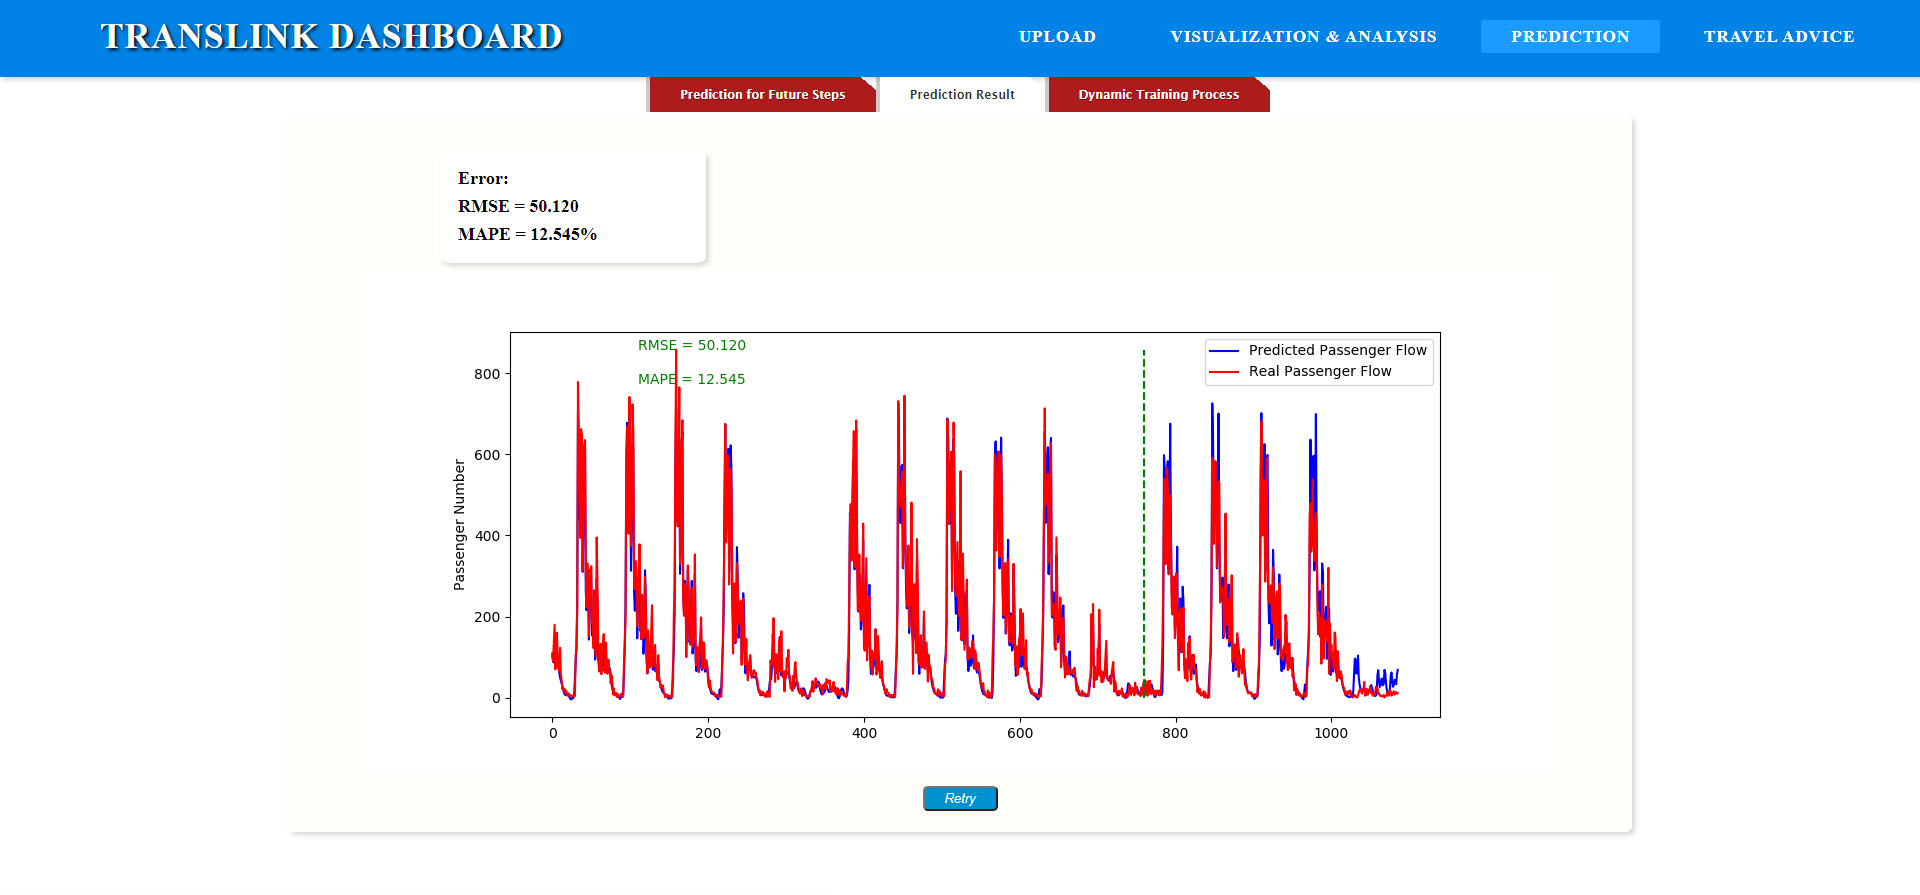 TRANSLINK DASHBOARD
UPLOAD
VISUALIZATION & ANALYSIS
PREDICTION
TRAVEL ADVICE
Prediction for Future Steps
Prediction Result
Dynamic Training Process
Error:
RMSE = 50.120
MAPE = 12.545%
RMSE = 50.120
MAPE = 12.545
Predicted Passenger Flow
Real Passenger Flow
Passenger Number
800
600
400
200
0
0 200 400 600 800 1000
Retry